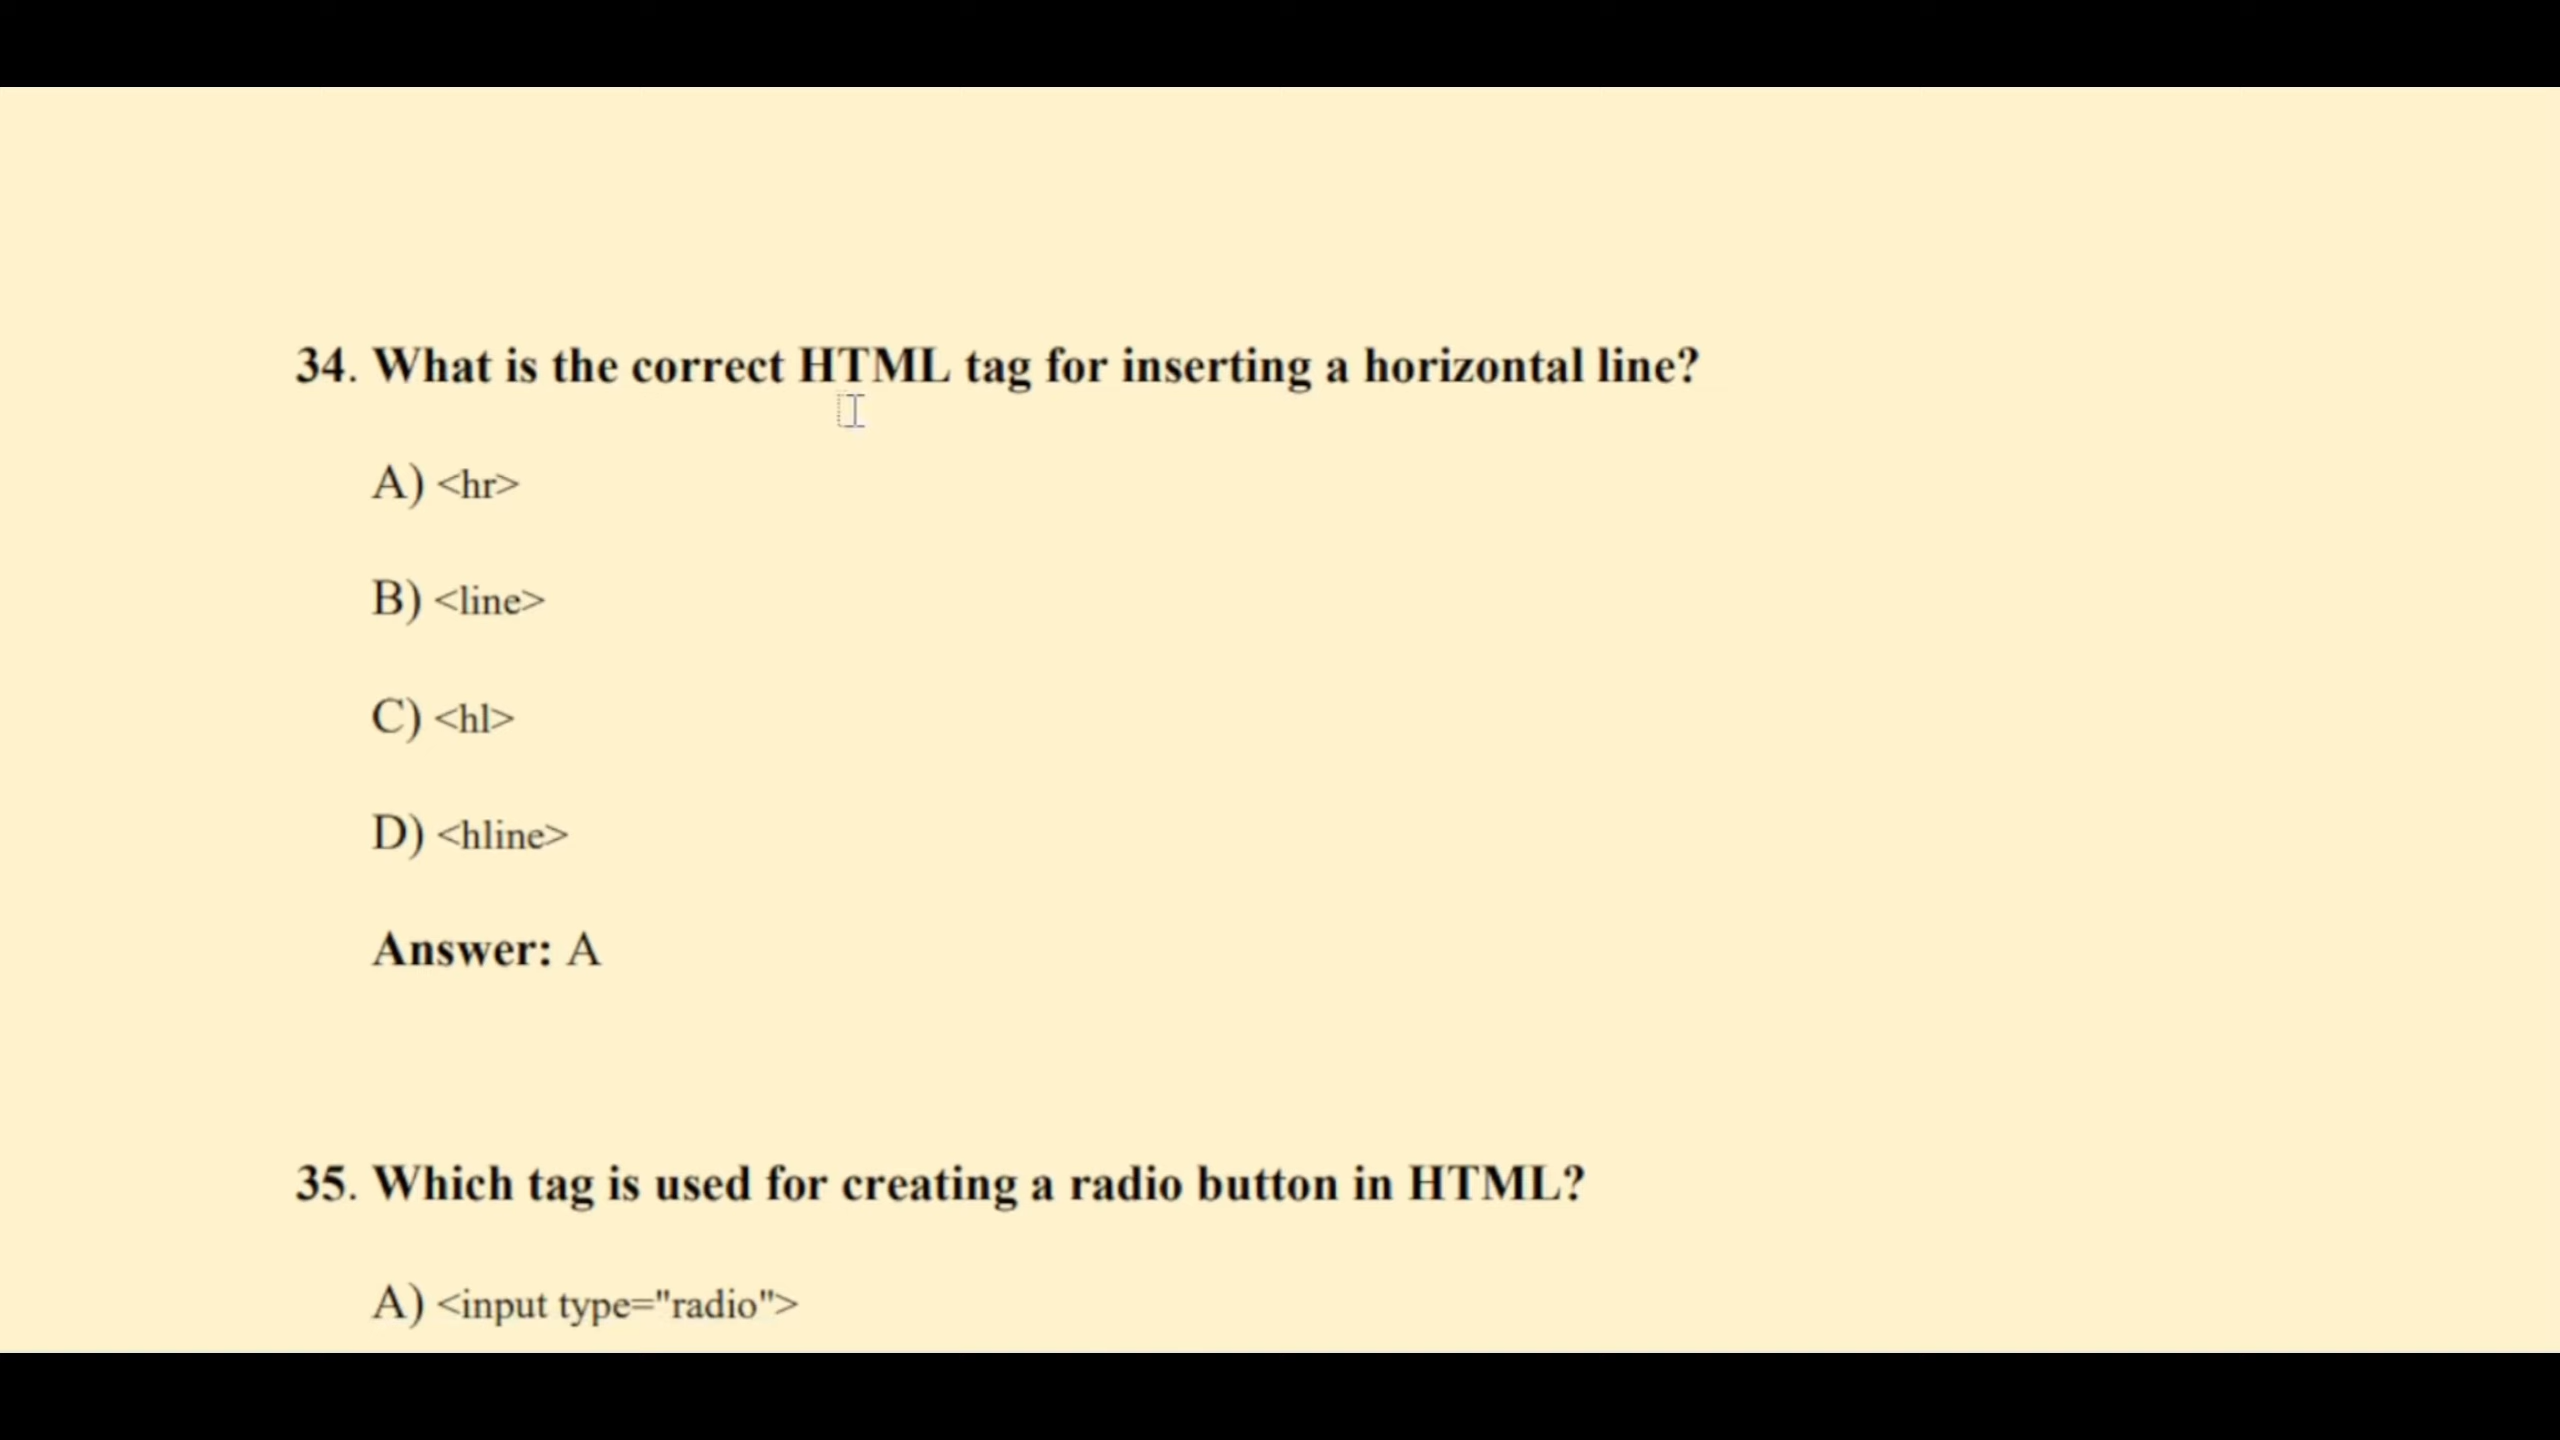 34. What is the correct HTML tag for inserting a horizontal line?
A) <hr>
B) <line>
C) <hl>
D) <hline>
Answer: A
35. Which tag is used for creating a radio button in HTML?
A) <input type="radio">